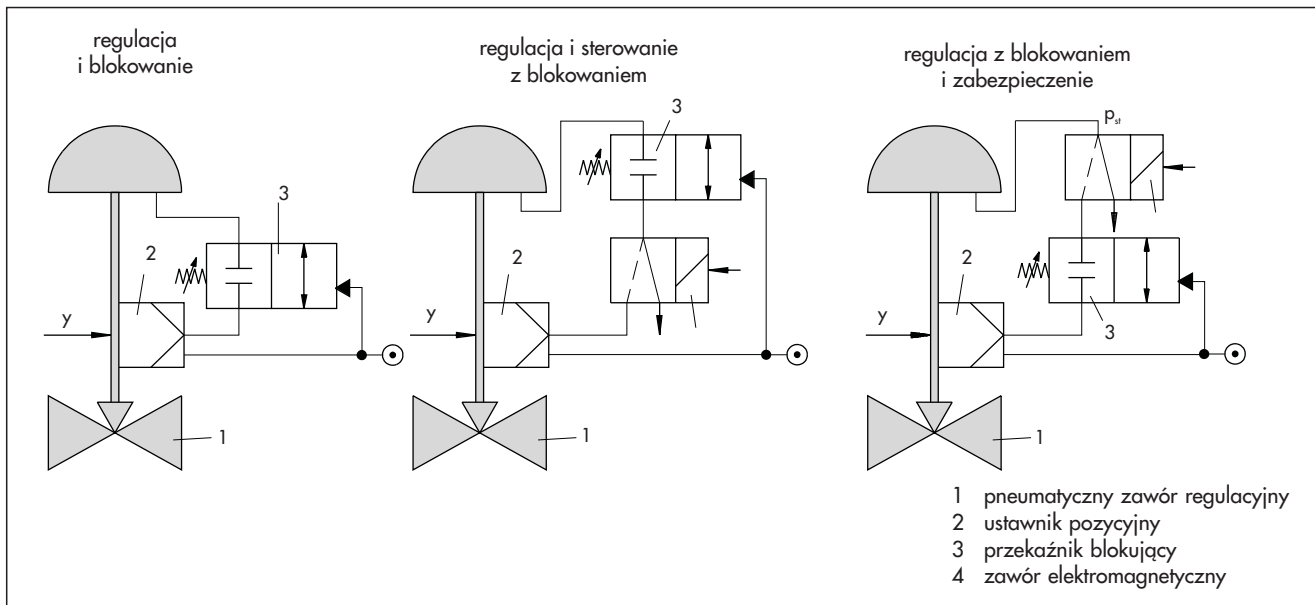 regulacja
i blokowanie
3
2
y
1
regulacja i sterowanie
z blokowaniem
3
2
y
1
regulacja z blokowaniem
i zabezpieczenie
pst
2
3
y
1
1 pneumatyczny zawór regulacyjny
2 ustawnik pozycyjny
3 przekaźnik blokujący
4 zawór elektromagnetyczny